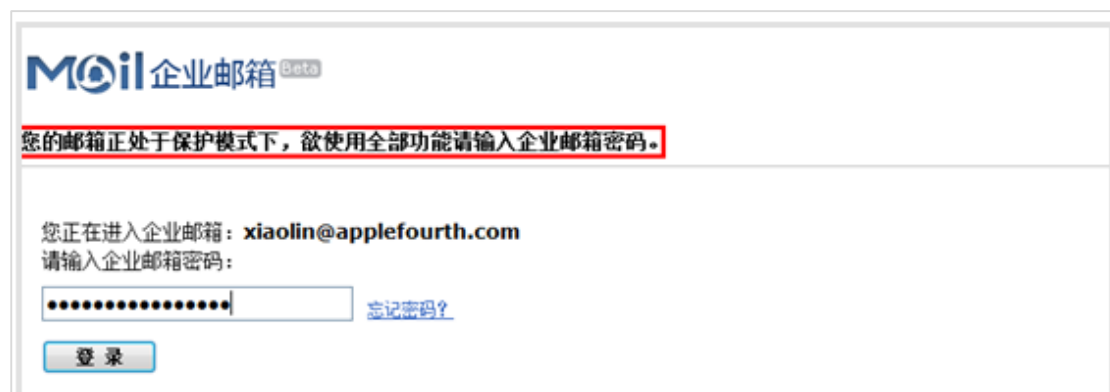 Mail企业邮箱 Beta
您的邮箱正处于保护模式下，欲使用全部功能请输入企业邮箱密码。
您正在进入企业邮箱：xiaolin@applefourth.com
请输入企业邮箱密码：
••••••••••••••••
忘记密码？
登 录